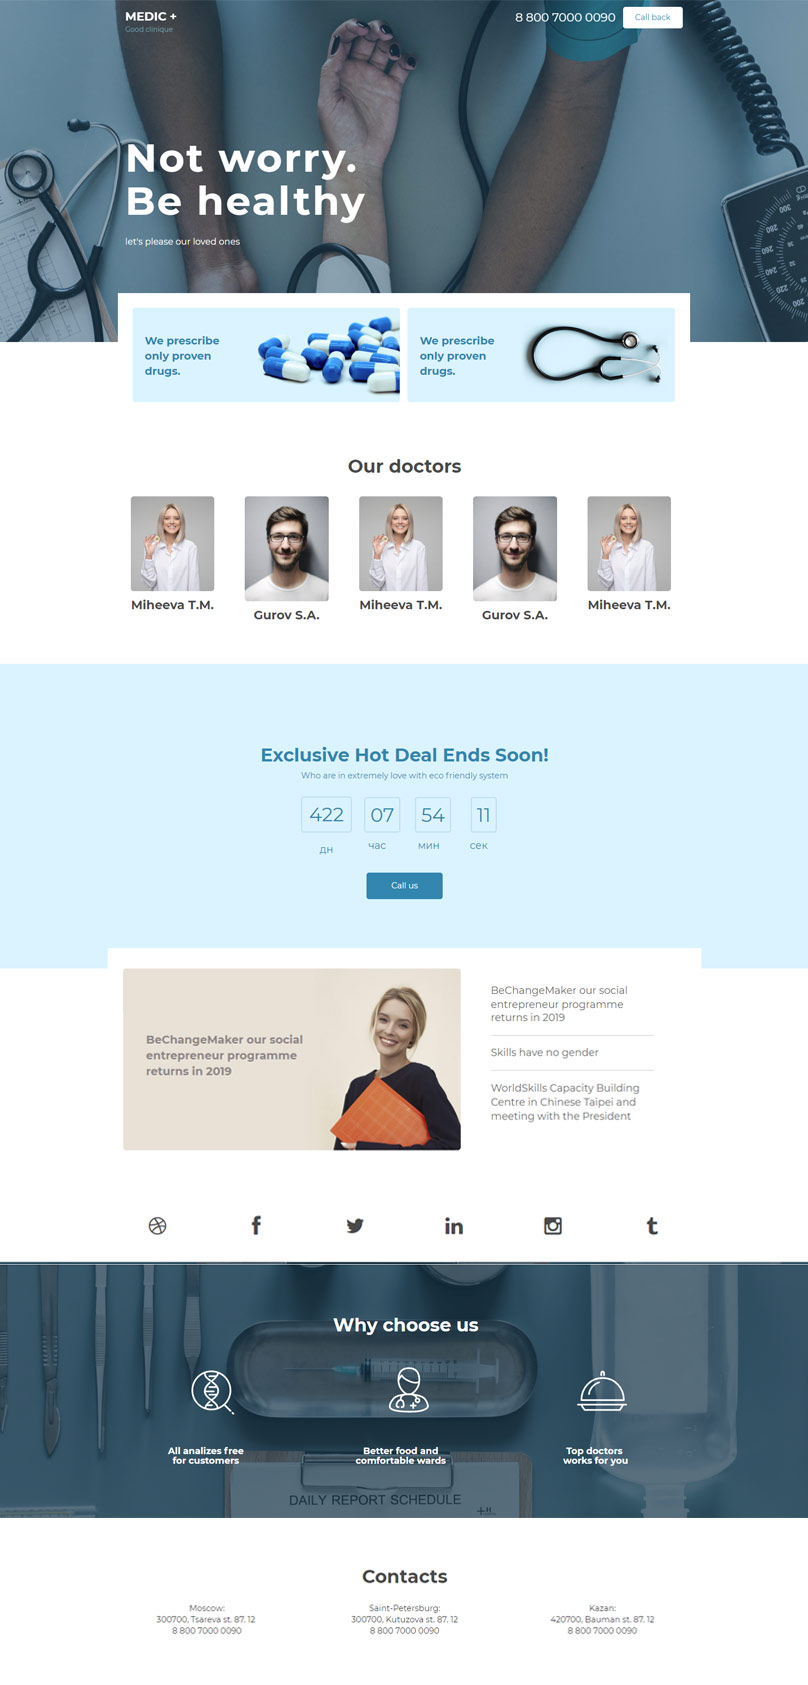 MEDIC +
Good clinique
8 800 7000 0090
Call back
Not worry.
Be healthy
let's please our loved ones
We prescribe
only proven
drugs.
We prescribe
only proven
drugs.
Our doctors
Miheeva T.M.
Gurov S.A.
Miheeva T.M.
Gurov S.A.
Miheeva T.M.
Exclusive Hot Deal Ends Soon!
Who are in extremely love with eco friendly system
422 07 54 11
дн час мин сек
Call us
BeChangeMaker our social
entrepreneur programme
returns in 2019
BeChangeMaker our social
entrepreneur programme
returns in 2019
Skills have no gender
WorldSkills Capacity Building
Centre in Chinese Taipei and
meeting with the President
Why choose us
All analizes free
for customers
Better food and
comfortable wards
Top doctors
works for you
DAILY REPORT SCHEDULE
Contacts
Moscow:
300700, Tsareva st. 87. 12
8 800 7000 0090
Saint-Petersburg:
300700, Kutuzova st. 87. 12
8 800 7000 0090
Kazan:
420700, Bauman st. 87. 12
8 800 7000 0090